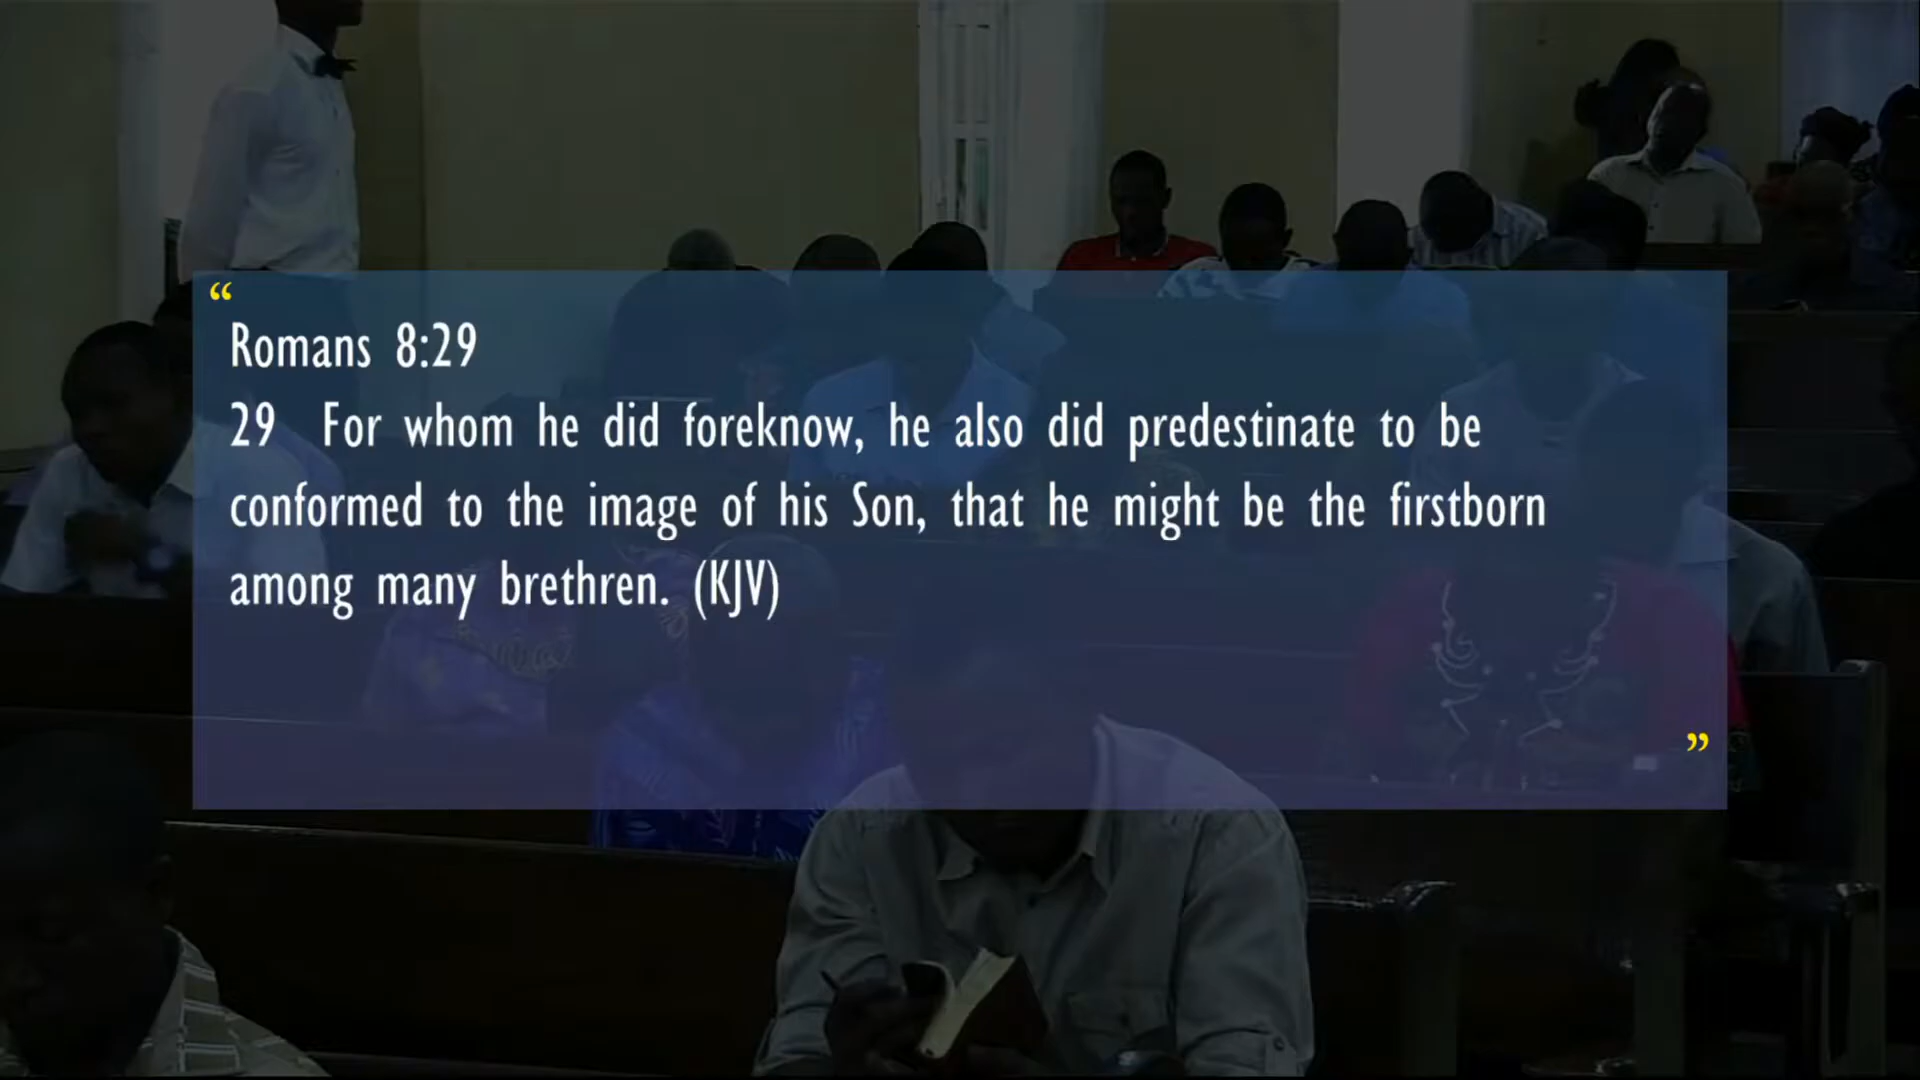 “
Romans 8:29
29 For whom he did foreknow, he also did predestinate to be
conformed to the image of his Son, that he might be the firstborn
among many brethren. (KJV)
”